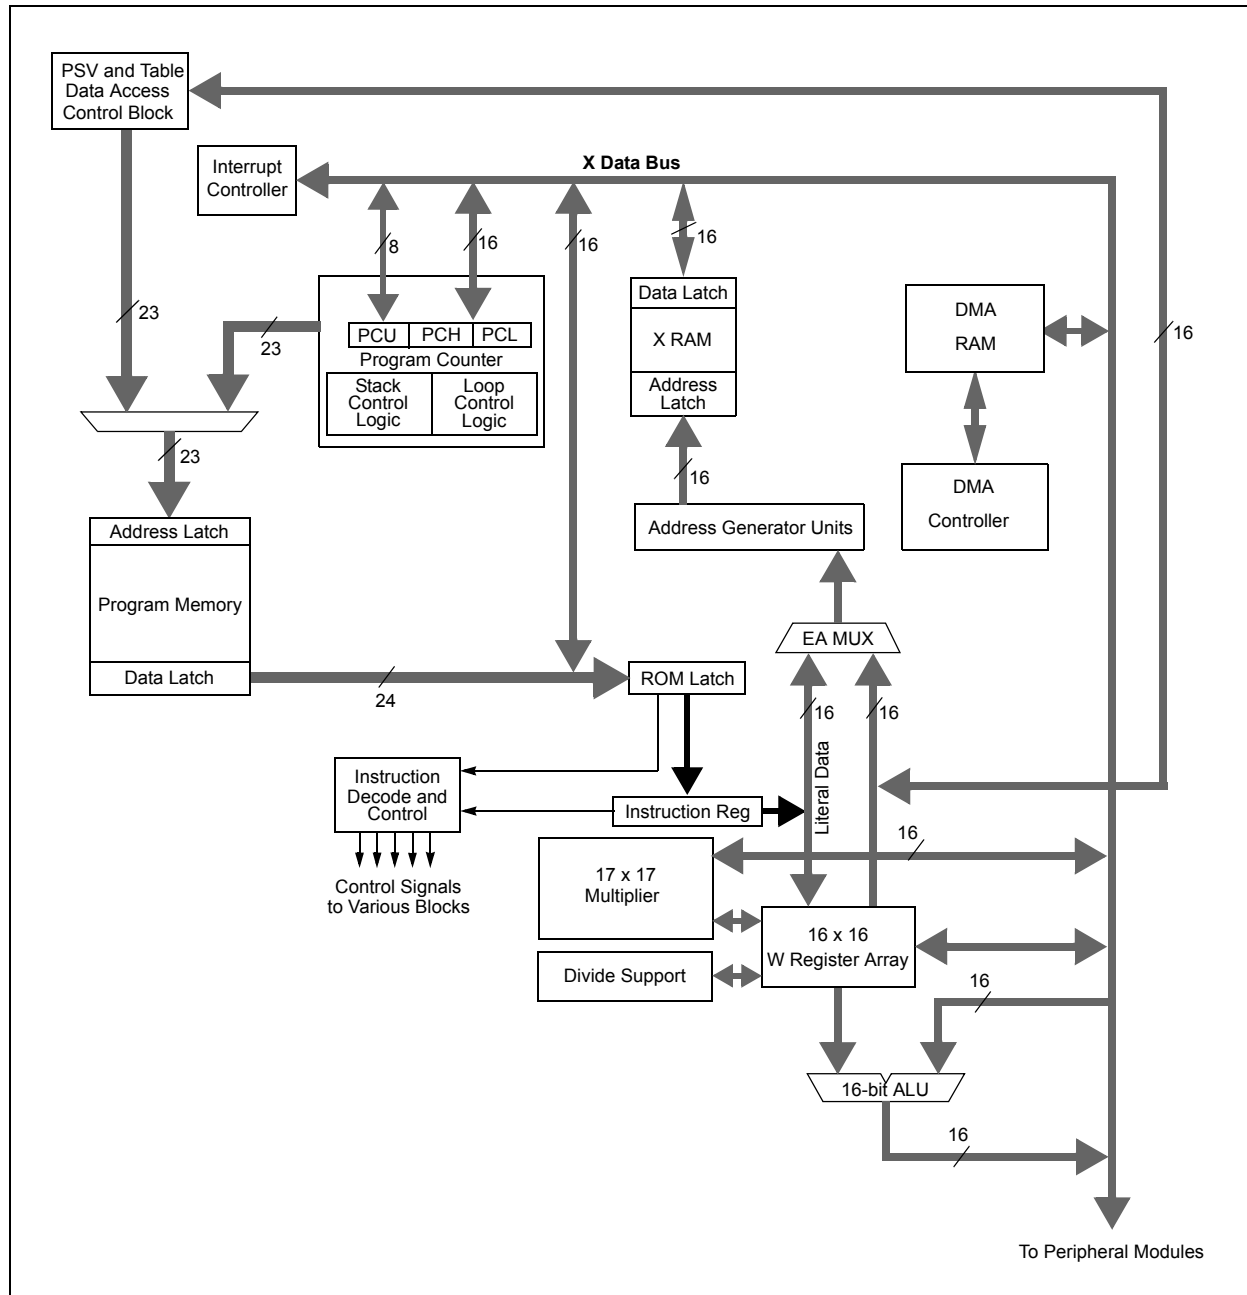 PSV and Table
Data Access
Control Block
Interrupt
Controller
X Data Bus
8
16
16
16
23
23
16
PCU
PCH
PCL
Program Counter
Stack
Control
Logic
Loop
Control
Logic
Data Latch
X RAM
Address
Latch
DMA
RAM
23
16
DMA
Controller
Address Latch
Program Memory
Data Latch
Address Generator Units
EA MUX
24
ROM Latch
16
16
Literal Data
Instruction
Decode and
Control
Instruction Reg
Control Signals
to Various Blocks
17 x 17
Multiplier
16
16 x 16
W Register Array
Divide Support
16
16-bit ALU
16
To Peripheral Modules